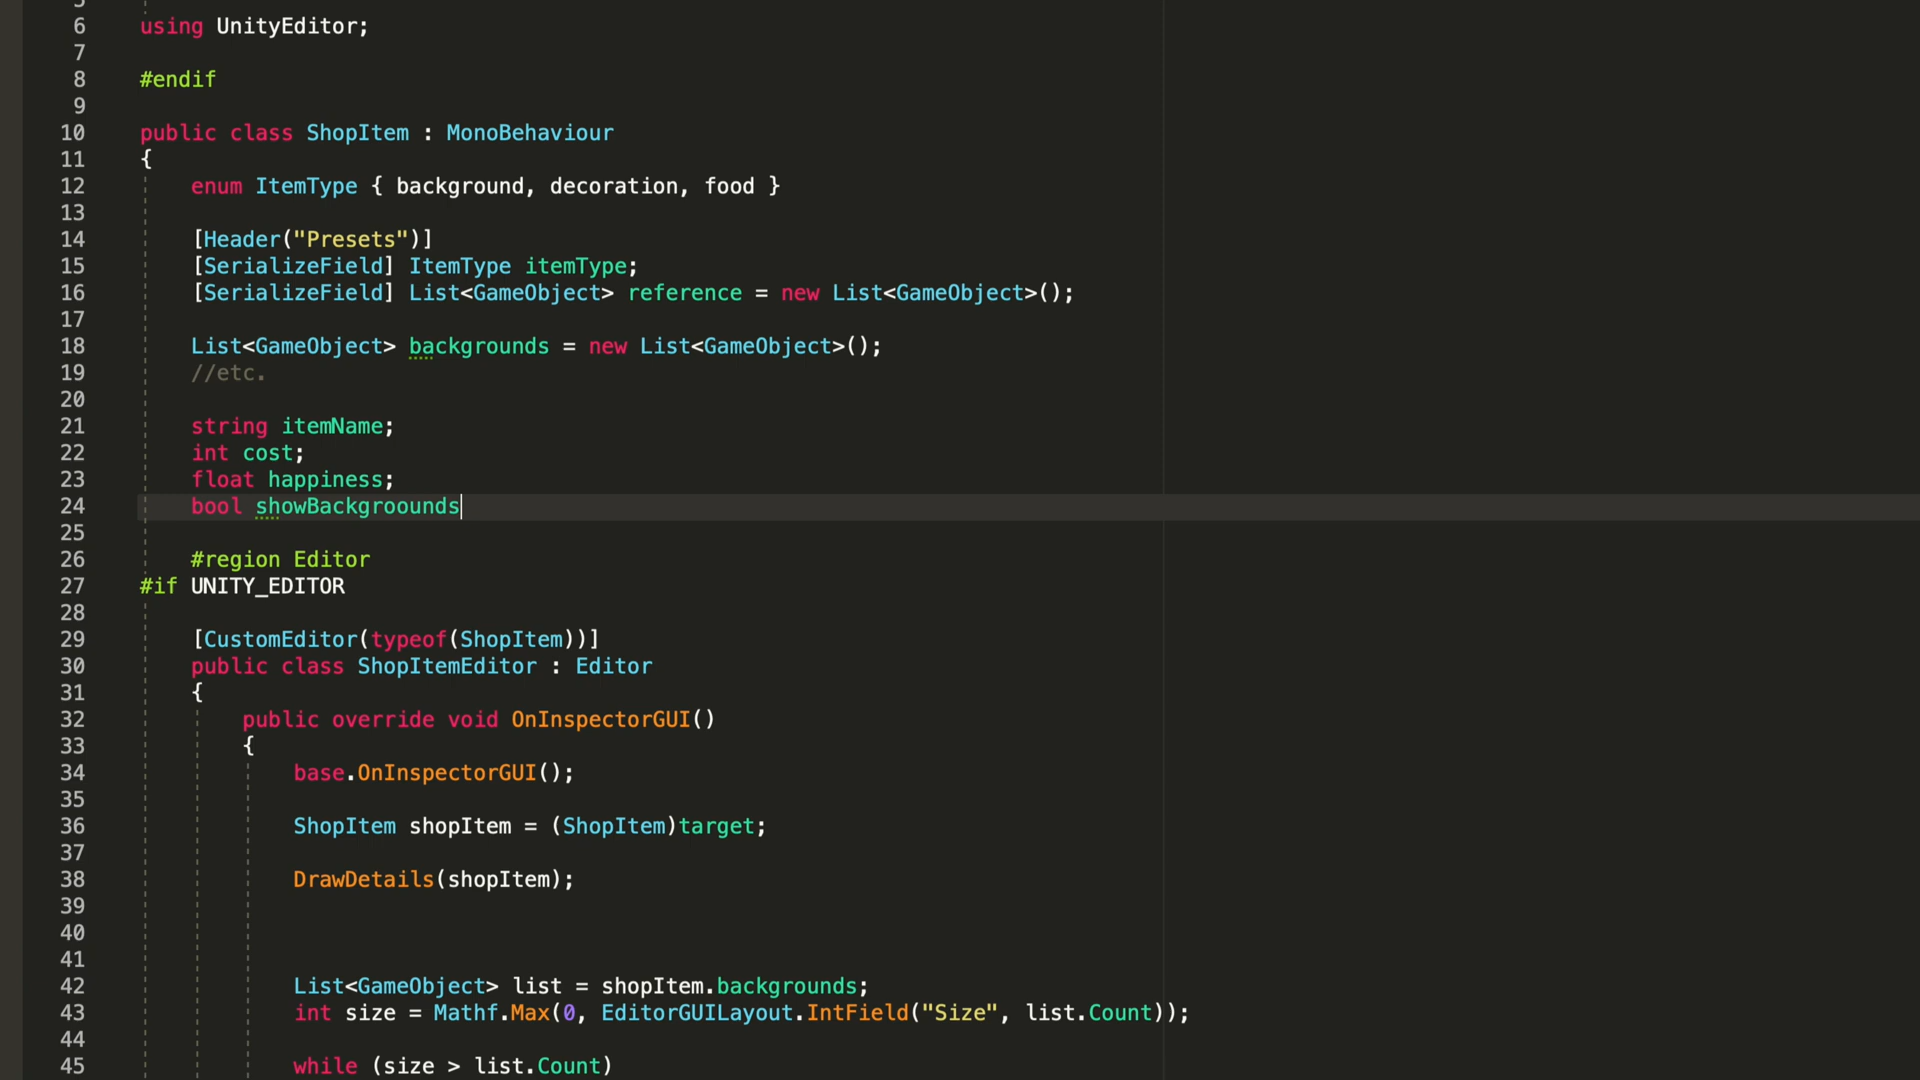 5
6 using UnityEditor;
7
8 #endif
9
10 public class ShopItem : MonoBehaviour
11 {
12 enum ItemType { background, decoration, food }
13
14 [Header("Presets")]
15 [SerializeField] ItemType itemType;
16 [SerializeField] List<GameObject> reference = new List<GameObject>();
17
18 List<GameObject> backgrounds = new List<GameObject>();
19 //etc.
20
21 string itemName;
22 int cost;
23 float happiness;
24 bool showBackgroounds
25
26 #region Editor
27 #if UNITY_EDITOR
28
29 [CustomEditor(typeof(ShopItem))]
30 public class ShopItemEditor : Editor
31 {
32 public override void OnInspectorGUI()
33 {
34 base.OnInspectorGUI();
35
36 ShopItem shopItem = (ShopItem)target;
37
38 DrawDetails(shopItem);
39
40
41
42 List<GameObject> list = shopItem.backgrounds;
43 int size = Mathf.Max(0, EditorGUILayout.IntField("Size", list.Count));
44
45 while (size > list.Count)